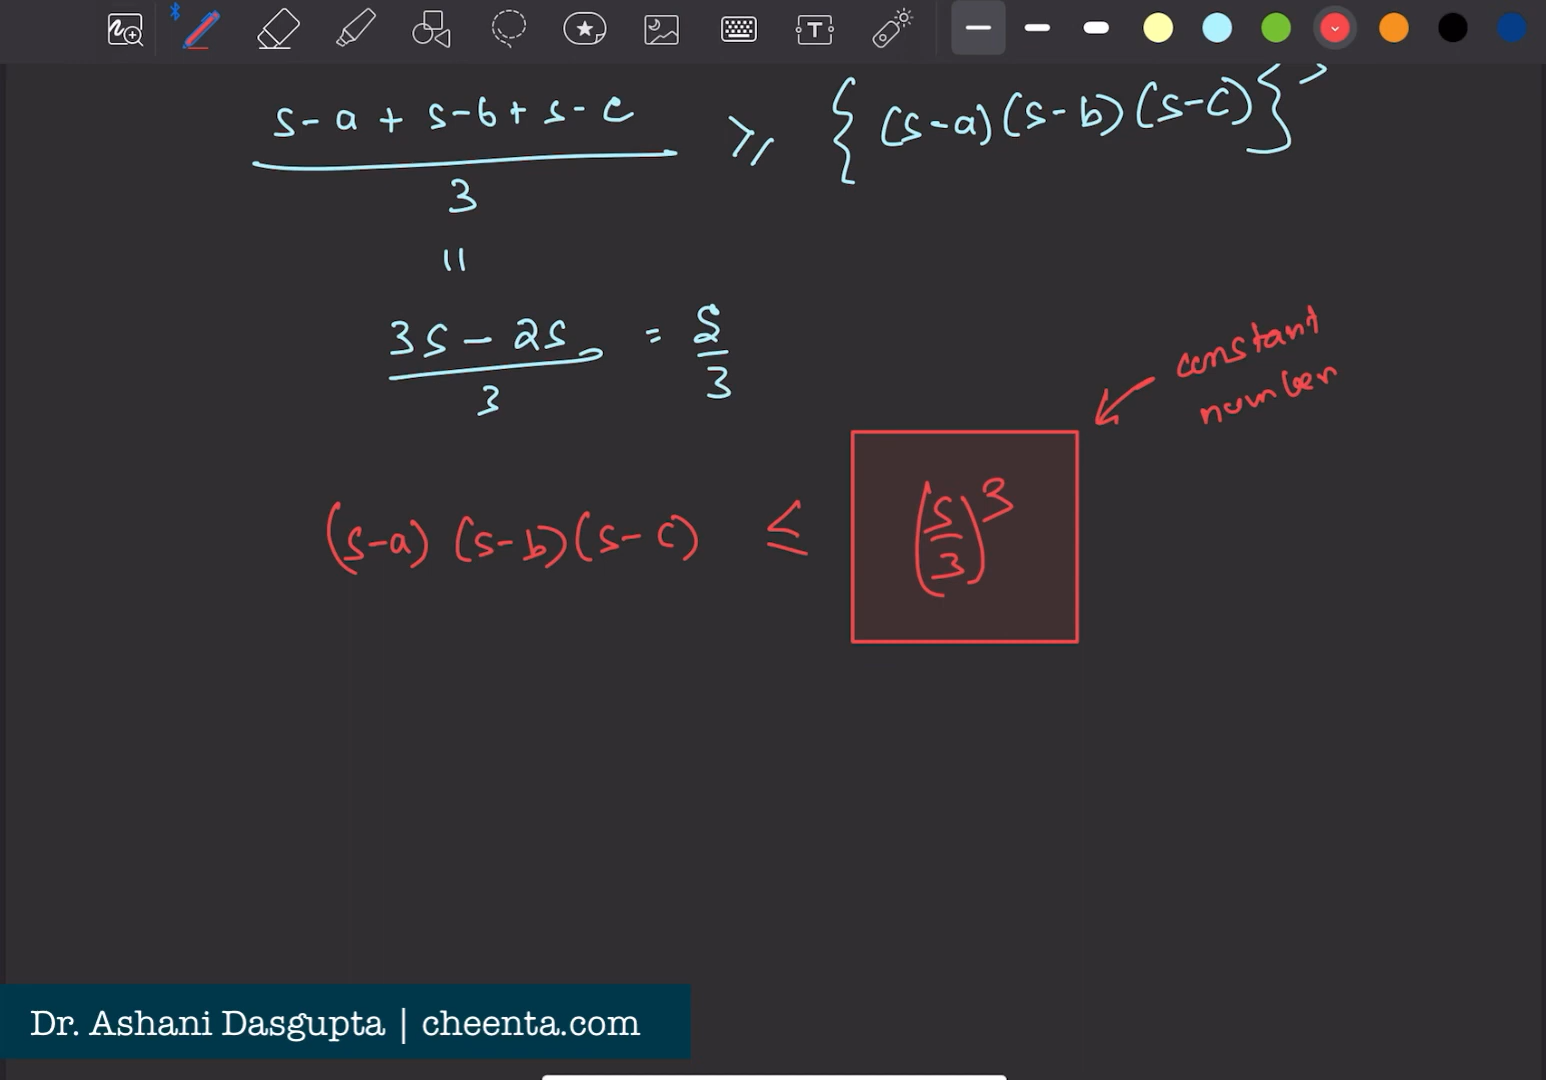 s-a + s-b + s-c
3
⩾ {(s-a)(s-b)(s-c)}
=
3s - 2s
3
= s
3
constant
number
(s-a) (s-b)(s-c) ≤ (s/3)^3
Dr. Ashani Dasgupta | cheenta.com